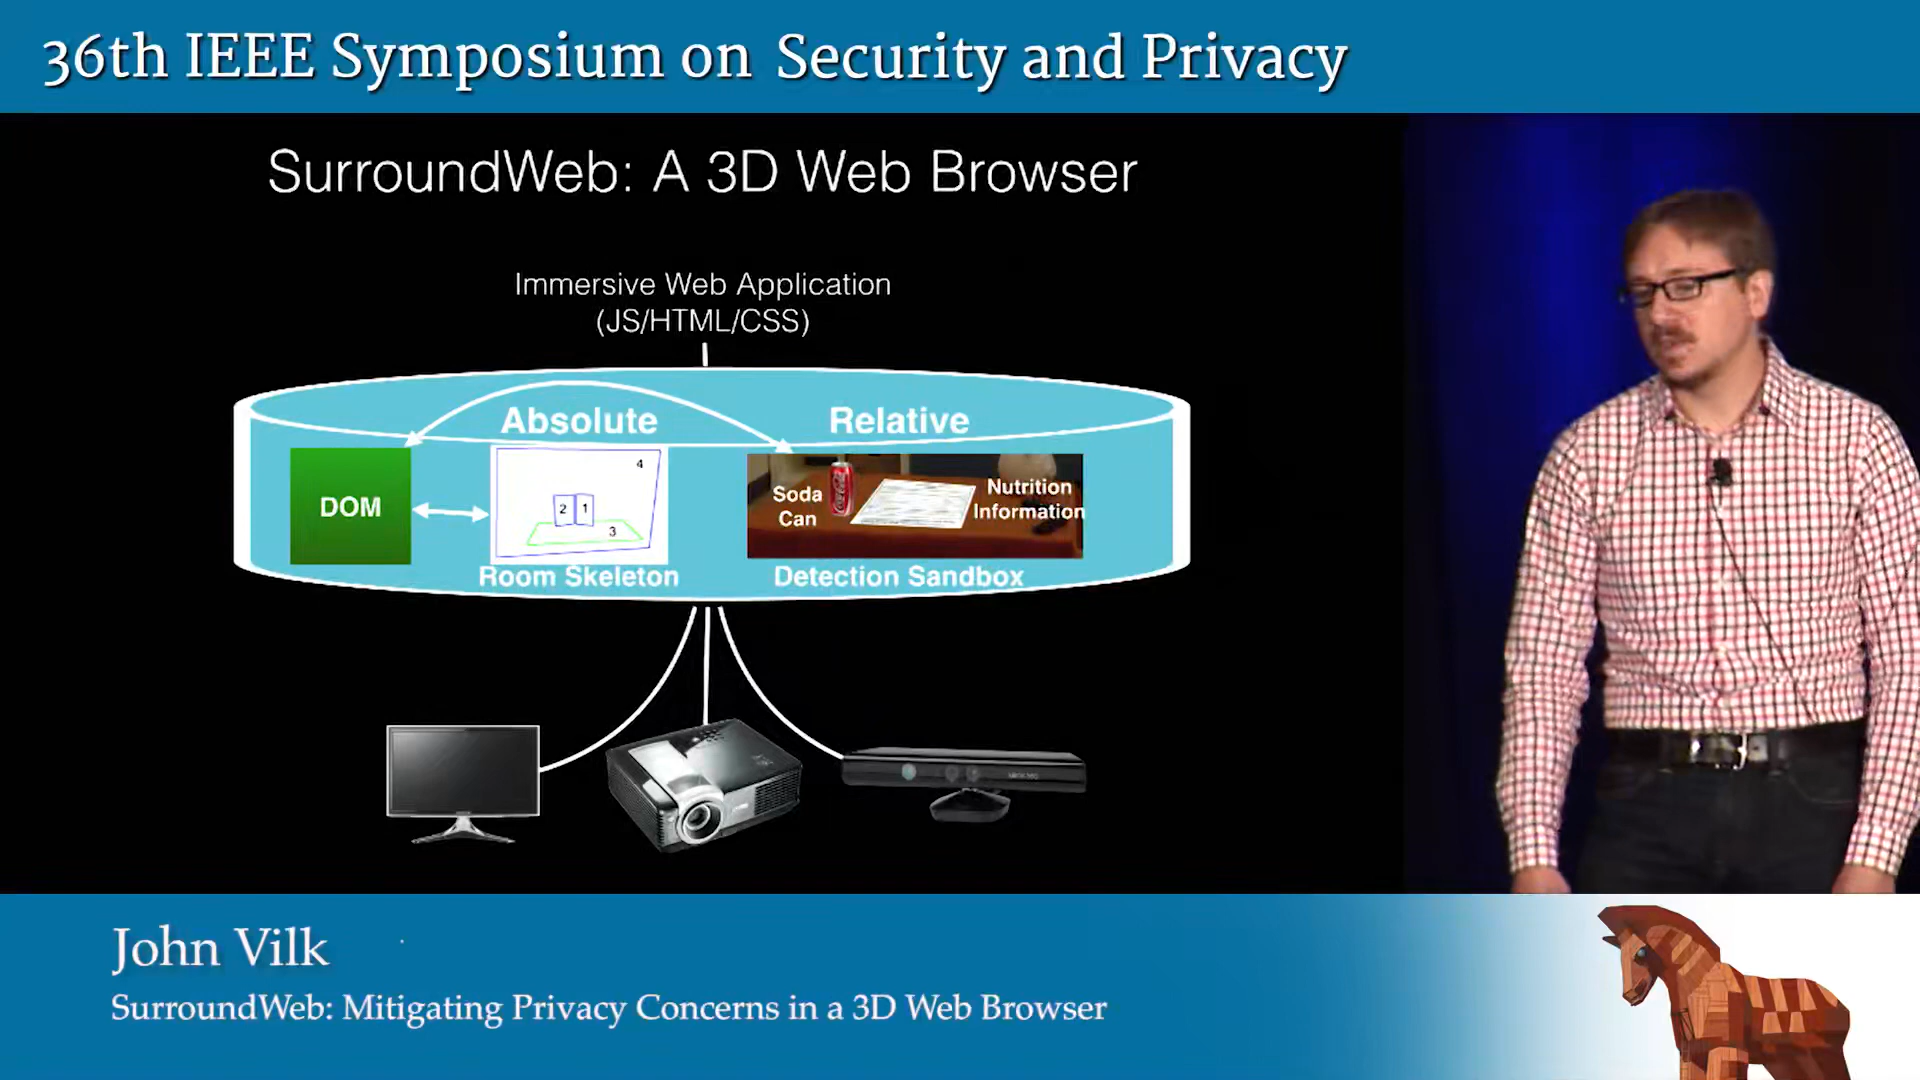 36th IEEE Symposium on Security and Privacy
SurroundWeb: A 3D Web Browser
Immersive Web Application
(JS/HTML/CSS)
Absolute
Relative
DOM
4
2 1
3
Soda
Can
Nutrition
Information
Room Skeleton
Detection Sandbox
XBOX 360
John Vilk
SurroundWeb: Mitigating Privacy Concerns in a 3D Web Browser